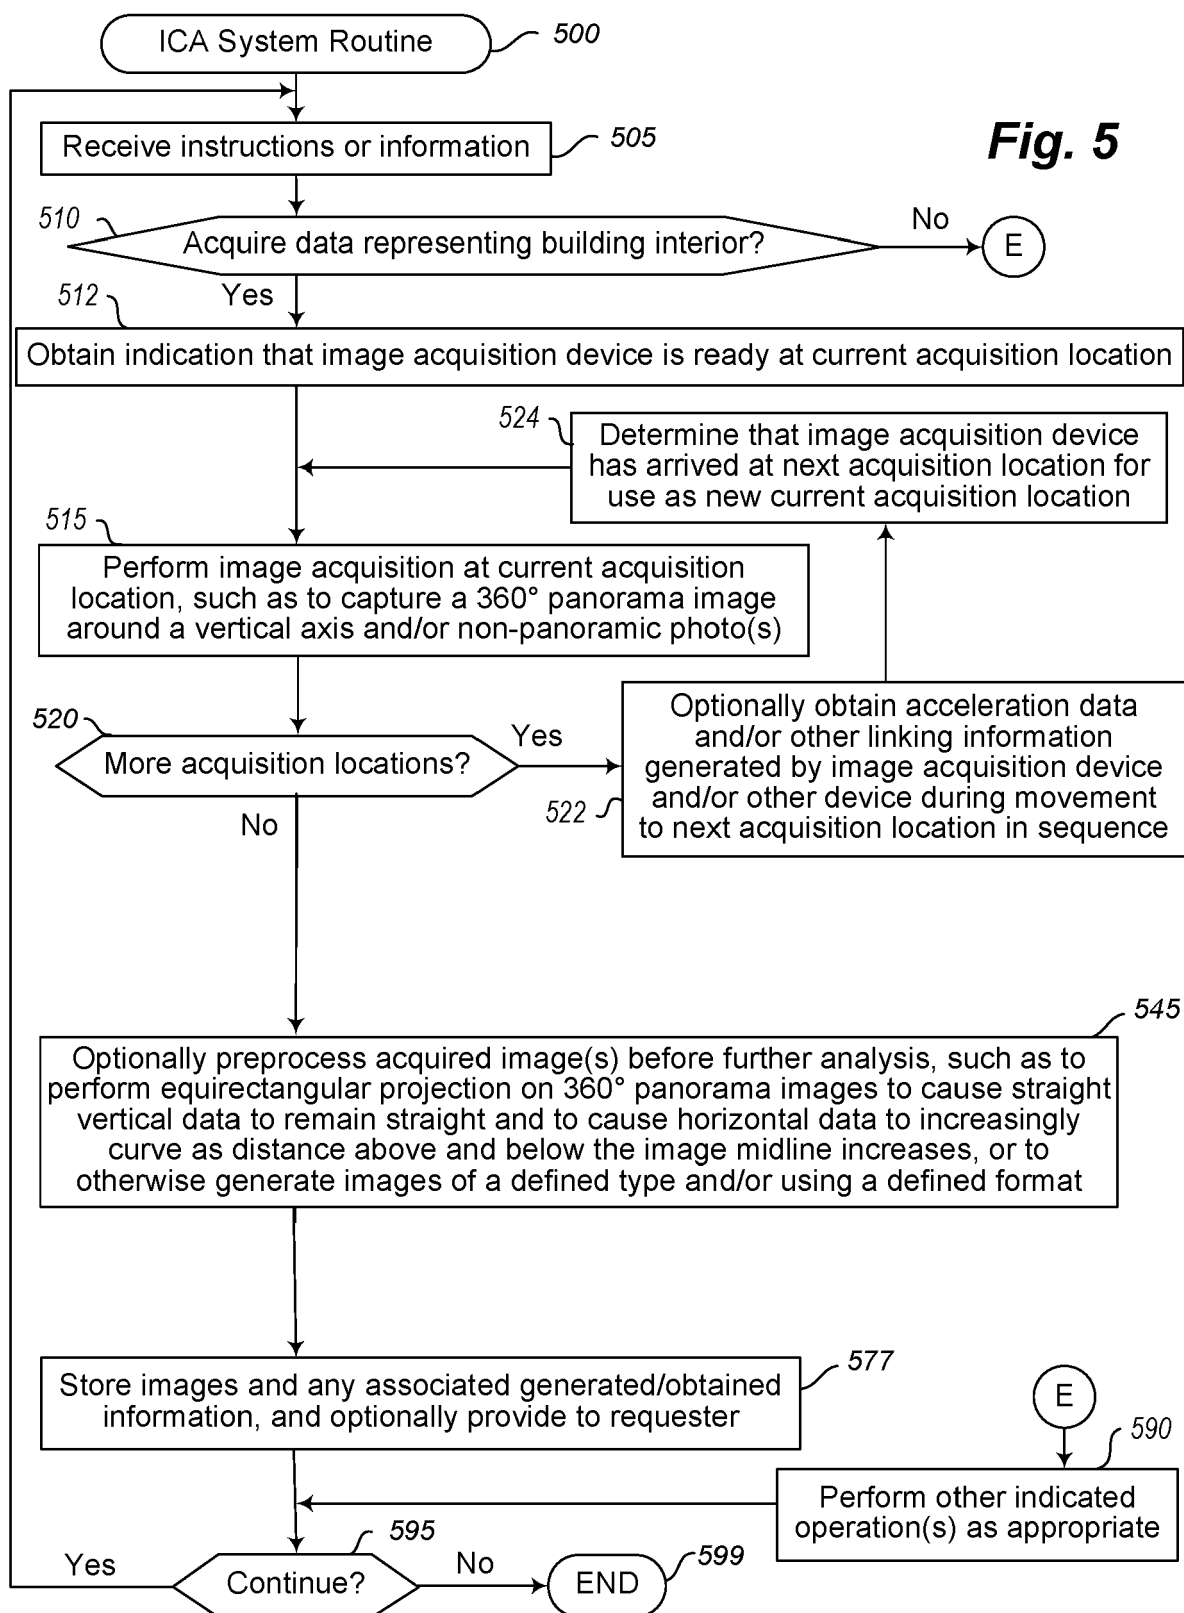 ICA System Routine
500
Receive instructions or information
505
Fig. 5
510
Acquire data representing building interior?
No
E
512
Yes
Obtain indication that image acquisition device is ready at current acquisition location
524
Determine that image acquisition device
has arrived at next acquisition location for
use as new current acquisition location
515
Perform image acquisition at current acquisition
location, such as to capture a 360° panorama image
around a vertical axis and/or non-panoramic photo(s)
520
More acquisition locations?
Yes
No
Optionally obtain acceleration data
and/or other linking information
generated by image acquisition device
and/or other device during movement
to next acquisition location in sequence
522
545
Optionally preprocess acquired image(s) before further analysis, such as to
perform equirectangular projection on 360° panorama images to cause straight
vertical data to remain straight and to cause horizontal data to increasingly
curve as distance above and below the image midline increases, or to
otherwise generate images of a defined type and/or using a defined format
577
Store images and any associated generated/obtained
information, and optionally provide to requester
E
590
Perform other indicated
operation(s) as appropriate
595
Yes
Continue?
No
END
599